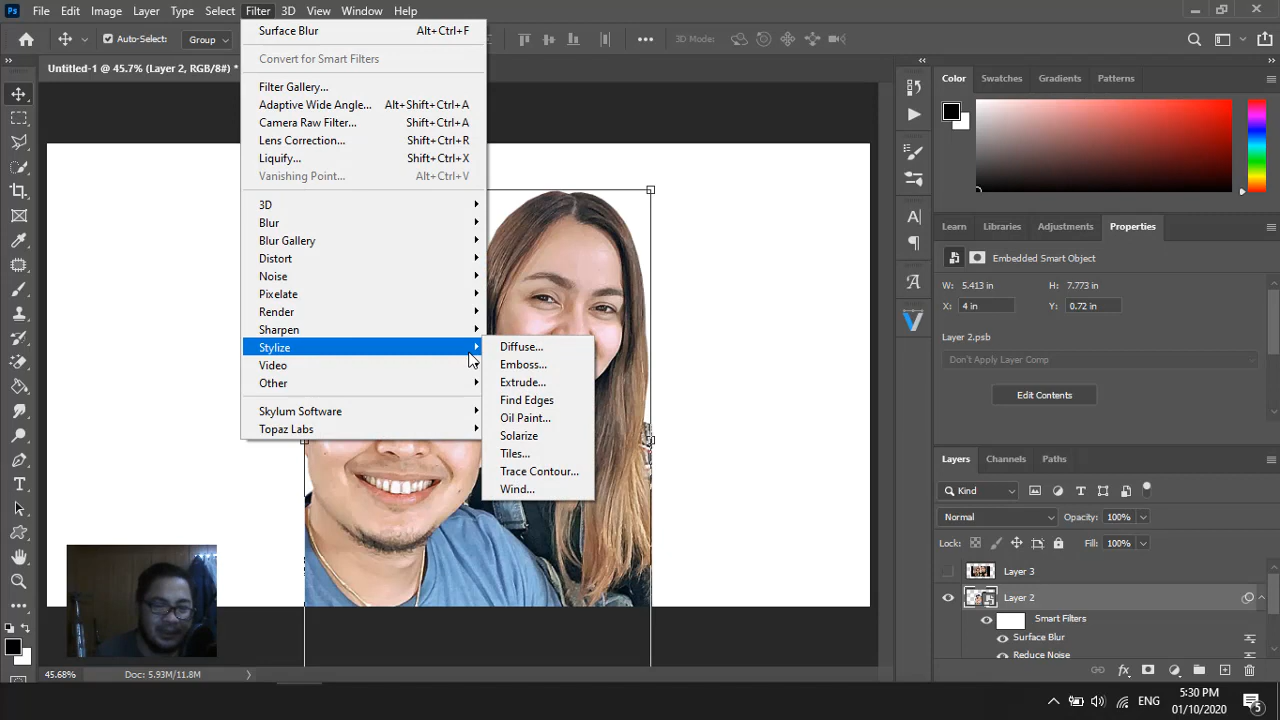 Ps File Edit Image Layer Type Select Filter 3D View Window Help
Auto-Select: Group 3D Mode:
Untitled-1 @ 45.7% (Layer 2, RGB/8#) *
Surface Blur Alt+Ctrl+F
Convert for Smart Filters
Filter Gallery...
Adaptive Wide Angle... Alt+Shift+Ctrl+A
Camera Raw Filter... Shift+Ctrl+A
Lens Correction... Shift+Ctrl+R
Liquify... Shift+Ctrl+X
Vanishing Point... Alt+Ctrl+V
3D
Blur
Blur Gallery
Distort
Noise
Pixelate
Render
Sharpen
Stylize
Video
Other
Skylum Software
Topaz Labs
Diffuse...
Emboss...
Extrude...
Find Edges
Oil Paint...
Solarize
Tiles...
Trace Contour...
Wind...
Color Swatches Gradients Patterns
Learn Libraries Adjustments Properties
Embedded Smart Object
W: 5.413 in H: 7.773 in
X: 4 in Y: 0.72 in
Layer 2.psb
Don't Apply Layer Comp
Edit Contents
Layers Channels Paths
Kind
Normal Opacity: 100%
Lock: Fill: 100%
Layer 3
Layer 2
Smart Filters
Surface Blur
Reduce Noise
fx
45.68% Doc: 5.93M/11.8M
ENG
5:30 PM
01/10/2020
5